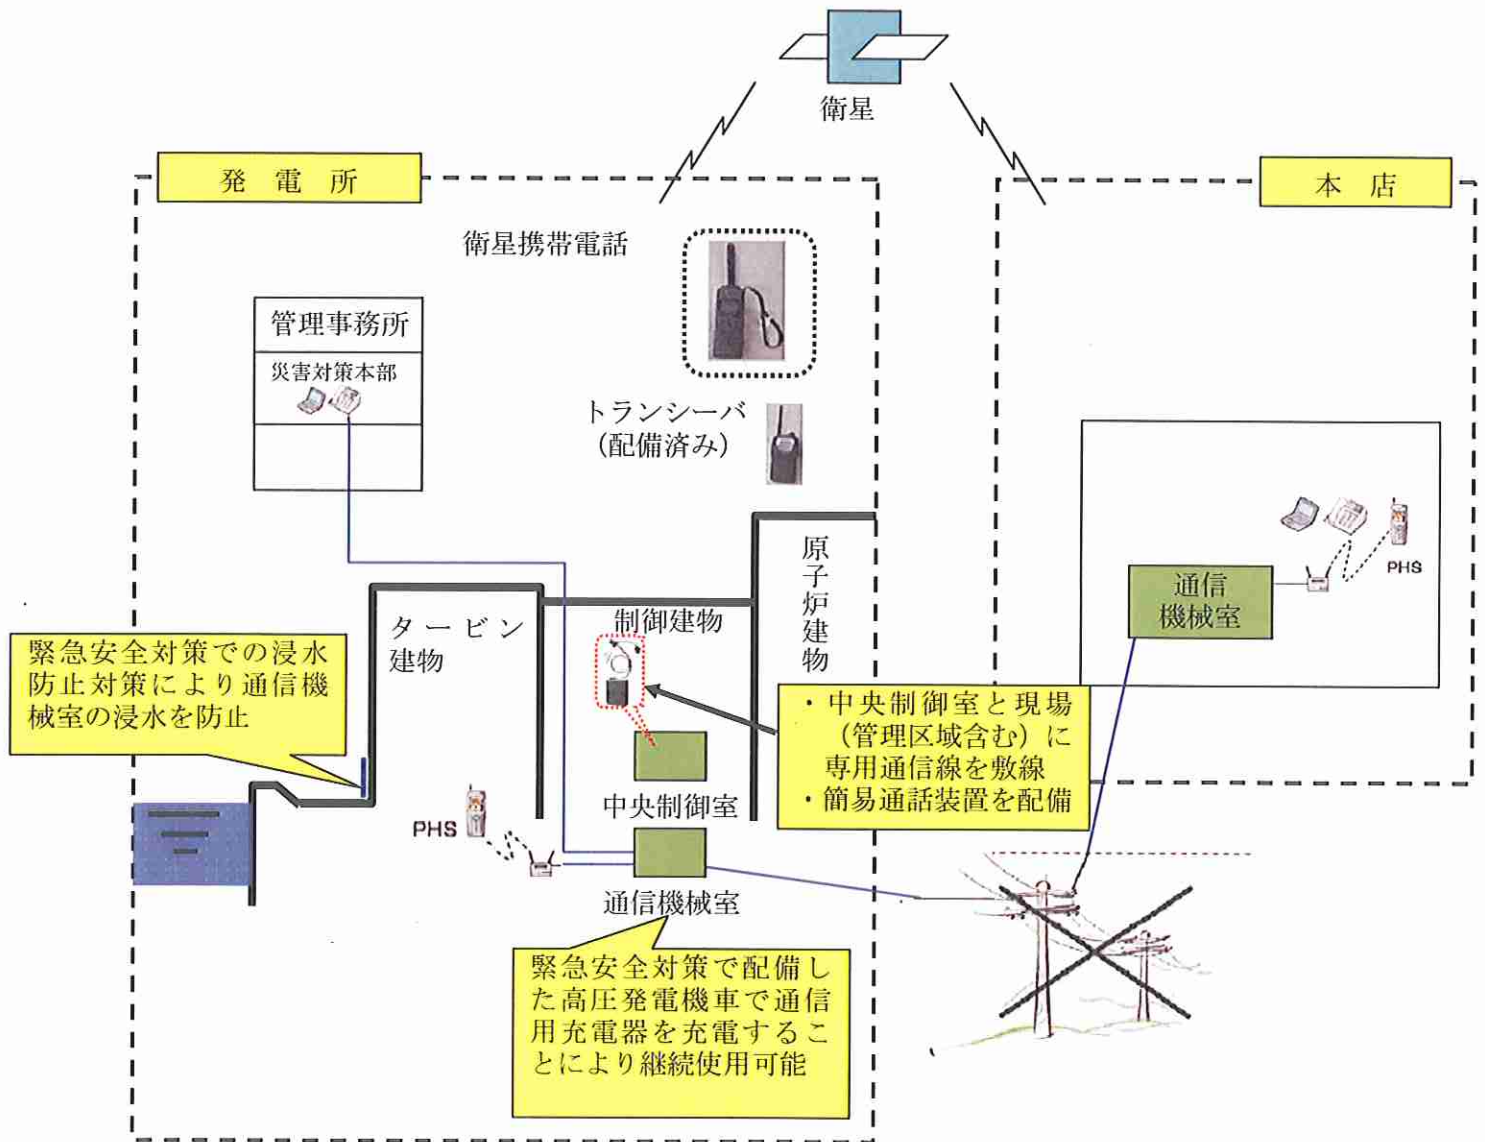 衛星
発電所
本店
衛星携帯電話
管理事務所
災害対策本部
トランシーバ
(配備済み)
原子炉建物
通信
機械室
PHS
タービン
建物
制御建物
緊急安全対策での浸水
防止対策により通信機
械室の浸水を防止
・中央制御室と現場
(管理区域含む)に
専用通信線を敷線
・簡易通話装置を配備
中央制御室
PHS
通信機械室
緊急安全対策で配備し
た高圧発電機車で通信
用充電器を充電するこ
とにより継続使用可能